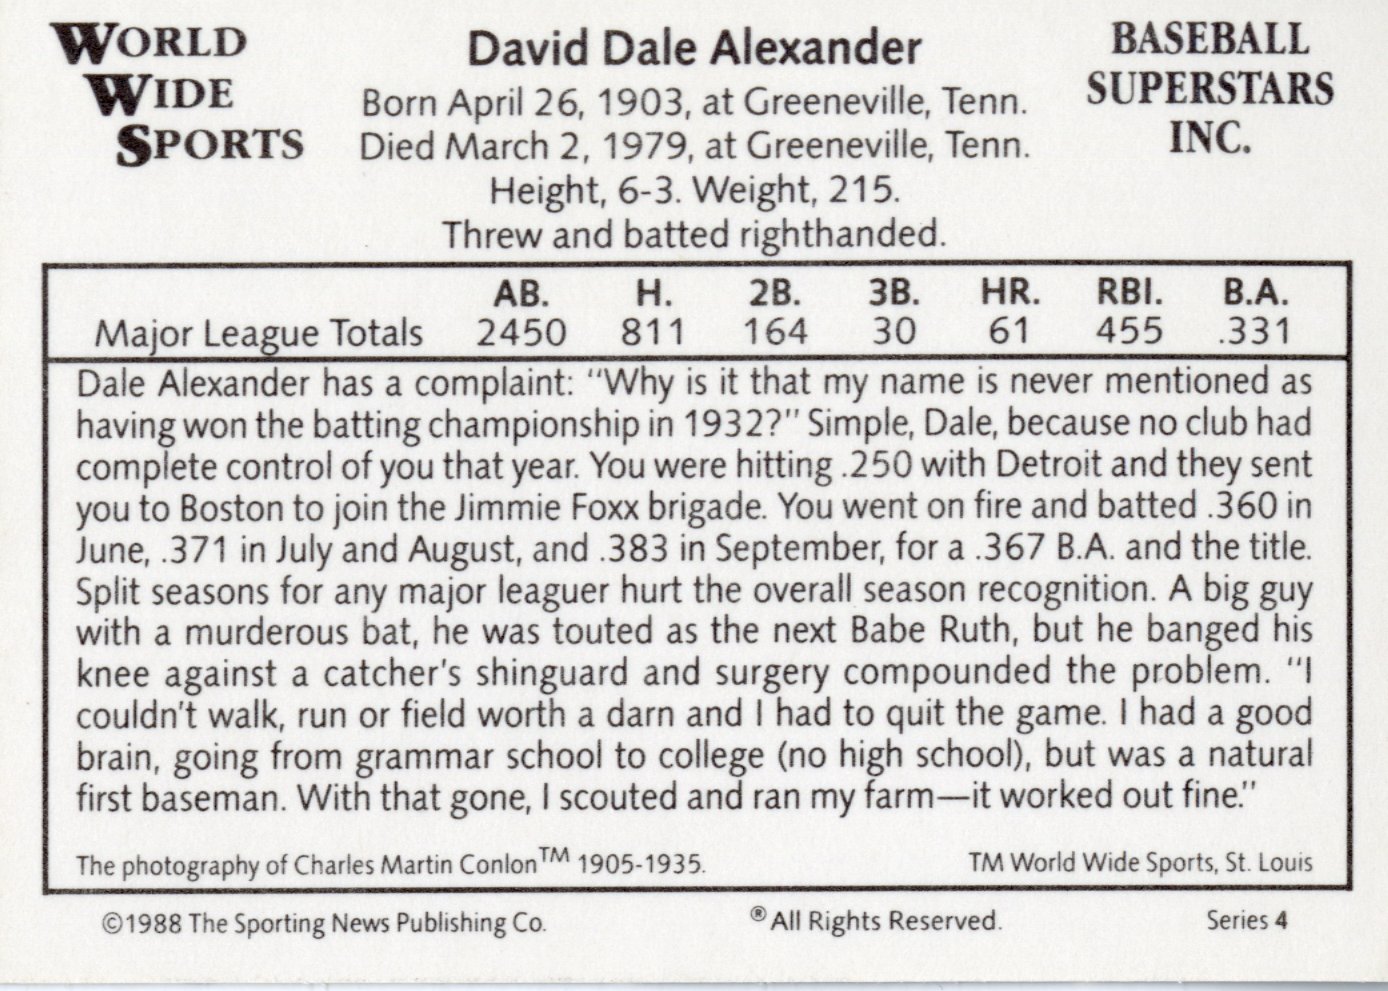 WORLD WIDE SPORTS
David Dale Alexander
BASEBALL SUPERSTARS INC.
Born April 26, 1903, at Greeneville, Tenn.
Died March 2, 1979, at Greeneville, Tenn.
Height, 6-3. Weight, 215.
Threw and batted righthanded.
AB. H. 2B. 3B. HR. RBI. B.A.
Major League Totals 2450 811 164 30 61 455 .331
Dale Alexander has a complaint: "Why is it that my name is never mentioned as
having won the batting championship in 1932?" Simple, Dale, because no club had
complete control of you that year. You were hitting .250 with Detroit and they sent
you to Boston to join the Jimmie Foxx brigade. You went on fire and batted .360 in
June, .371 in July and August, and .383 in September, for a .367 B.A. and the title.
Split seasons for any major leaguer hurt the overall season recognition. A big guy
with a murderous bat, he was touted as the next Babe Ruth, but he banged his
knee against a catcher's shinguard and surgery compounded the problem. "I
couldn't walk, run or field worth a darn and I had to quit the game. I had a good
brain, going from grammar school to college (no high school), but was a natural
first baseman. With that gone, I scouted and ran my farm—it worked out fine."
The photography of Charles Martin Conlon™ 1905-1935.
TM World Wide Sports, St. Louis
©1988 The Sporting News Publishing Co.
®All Rights Reserved.
Series 4